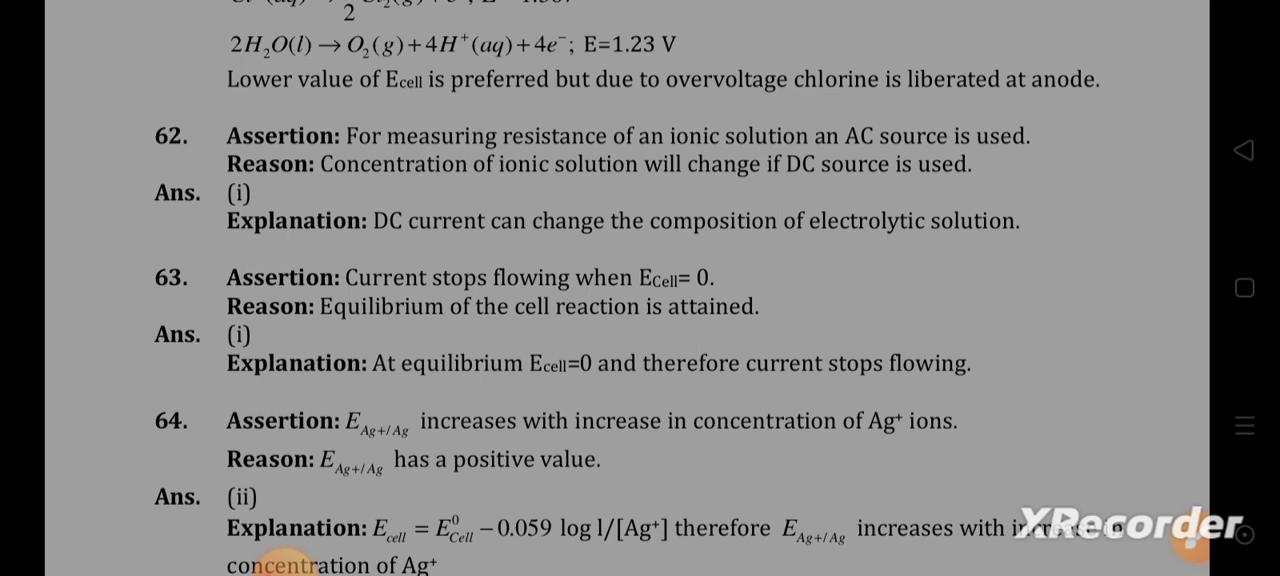 2
2H₂O(l) → O₂(g)+4H⁺(aq)+4e⁻; E=1.23 V
Lower value of Ecell is preferred but due to overvoltage chlorine is liberated at anode.
62. Assertion: For measuring resistance of an ionic solution an AC source is used.
Reason: Concentration of ionic solution will change if DC source is used.
Ans. (i)
Explanation: DC current can change the composition of electrolytic solution.
63. Assertion: Current stops flowing when ECell= 0.
Reason: Equilibrium of the cell reaction is attained.
Ans. (i)
Explanation: At equilibrium Ecell=0 and therefore current stops flowing.
64. Assertion: E Ag+/Ag increases with increase in concentration of Ag⁺ ions.
Reason: E Ag+/Ag has a positive value.
Ans. (ii)
Explanation: Ecell = E⁰Cell −0.059 log l/[Ag⁺] therefore E Ag+/Ag increases with
XRecorder
concentration of Ag⁺